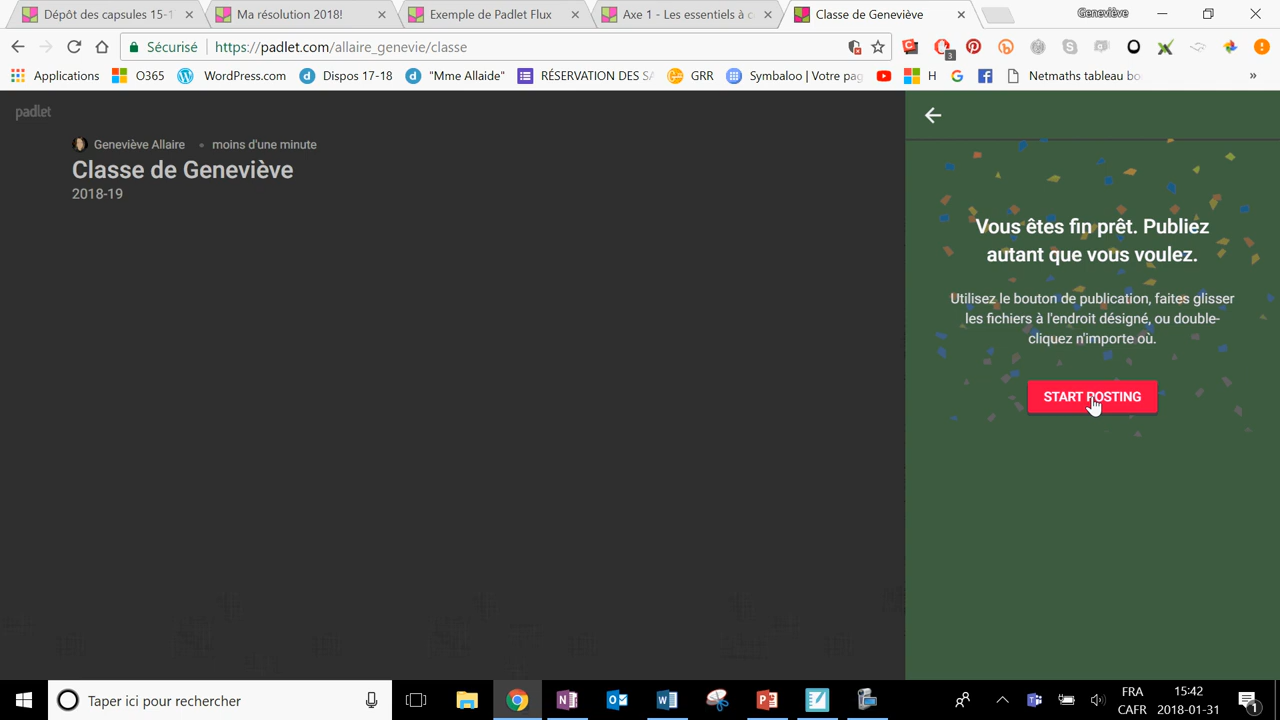 Dépôt des capsules 15-1
Ma résolution 2018!
Exemple de Padlet Flux
Axe 1 - Les essentiels à c
Classe de Geneviève
Geneviève
Sécurisé
https://padlet.com/allaire_genevie/classe
3
Applications
O365
WordPress.com
Dispos 17-18
"Mme Allaide"
RESERVATION DES SA
GRR
Symbaloo | Votre pag
H
Netmaths tableau bo
»
padlet
Geneviève Allaire • moins d'une minute
Classe de Geneviève
2018-19
Vous êtes fin prêt. Publiez
autant que vous voulez.
Utilisez le bouton de publication, faites glisser
les fichiers à l'endroit désigné, ou double-
cliquez n'importe où.
START POSTING
Taper ici pour rechercher
FRA
CAFR
15:42
2018-01-31
1